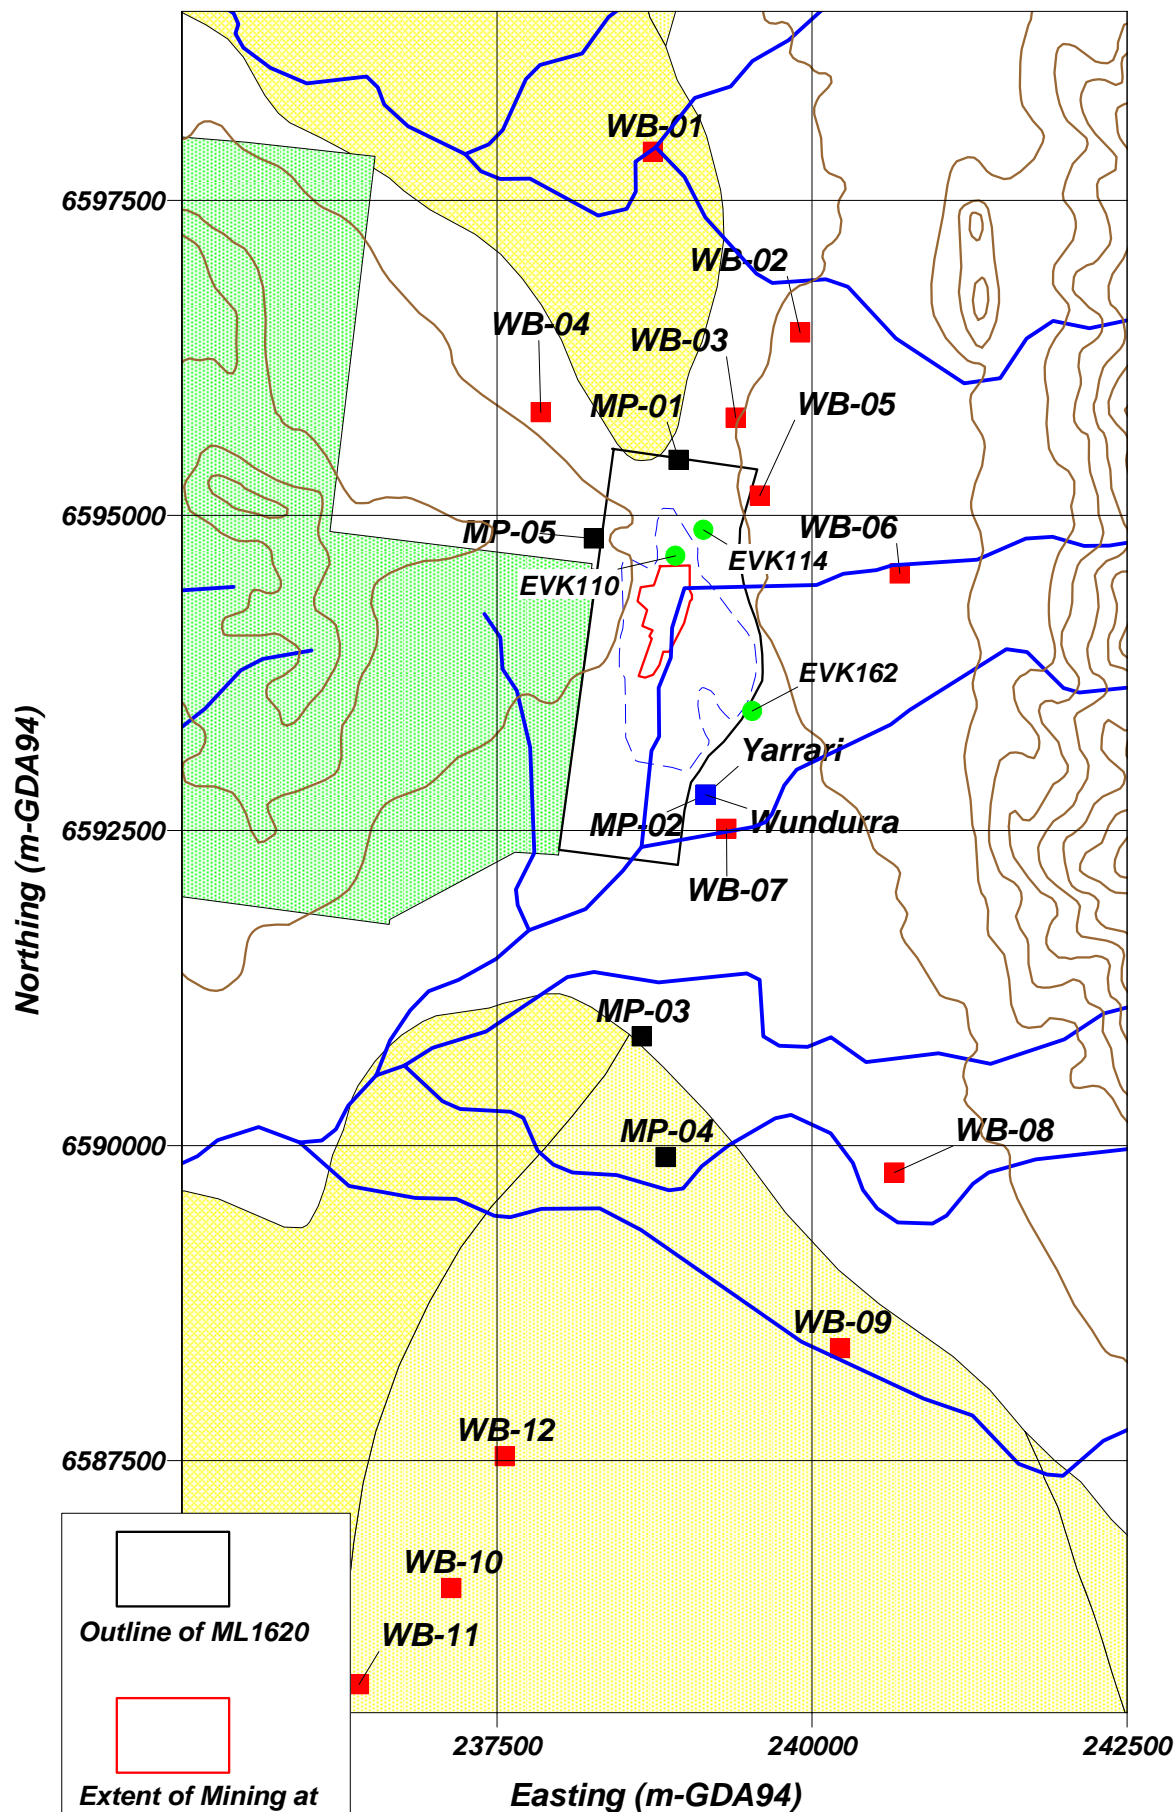 WB-01
6597500
WB-02
WB-04
WB-03
MP-01
WB-05
6595000
MP-05
WB-06
EVK114
EVK110
EVK162
Northing (m-GDA94)
Yarrari
MP-02
Wundurra
6592500
WB-07
MP-03
6590000
MP-04
WB-08
WB-09
WB-12
6587500
WB-10
Outline of ML1620
WB-11
237500
240000
242500
Extent of Mining at
Easting (m-GDA94)